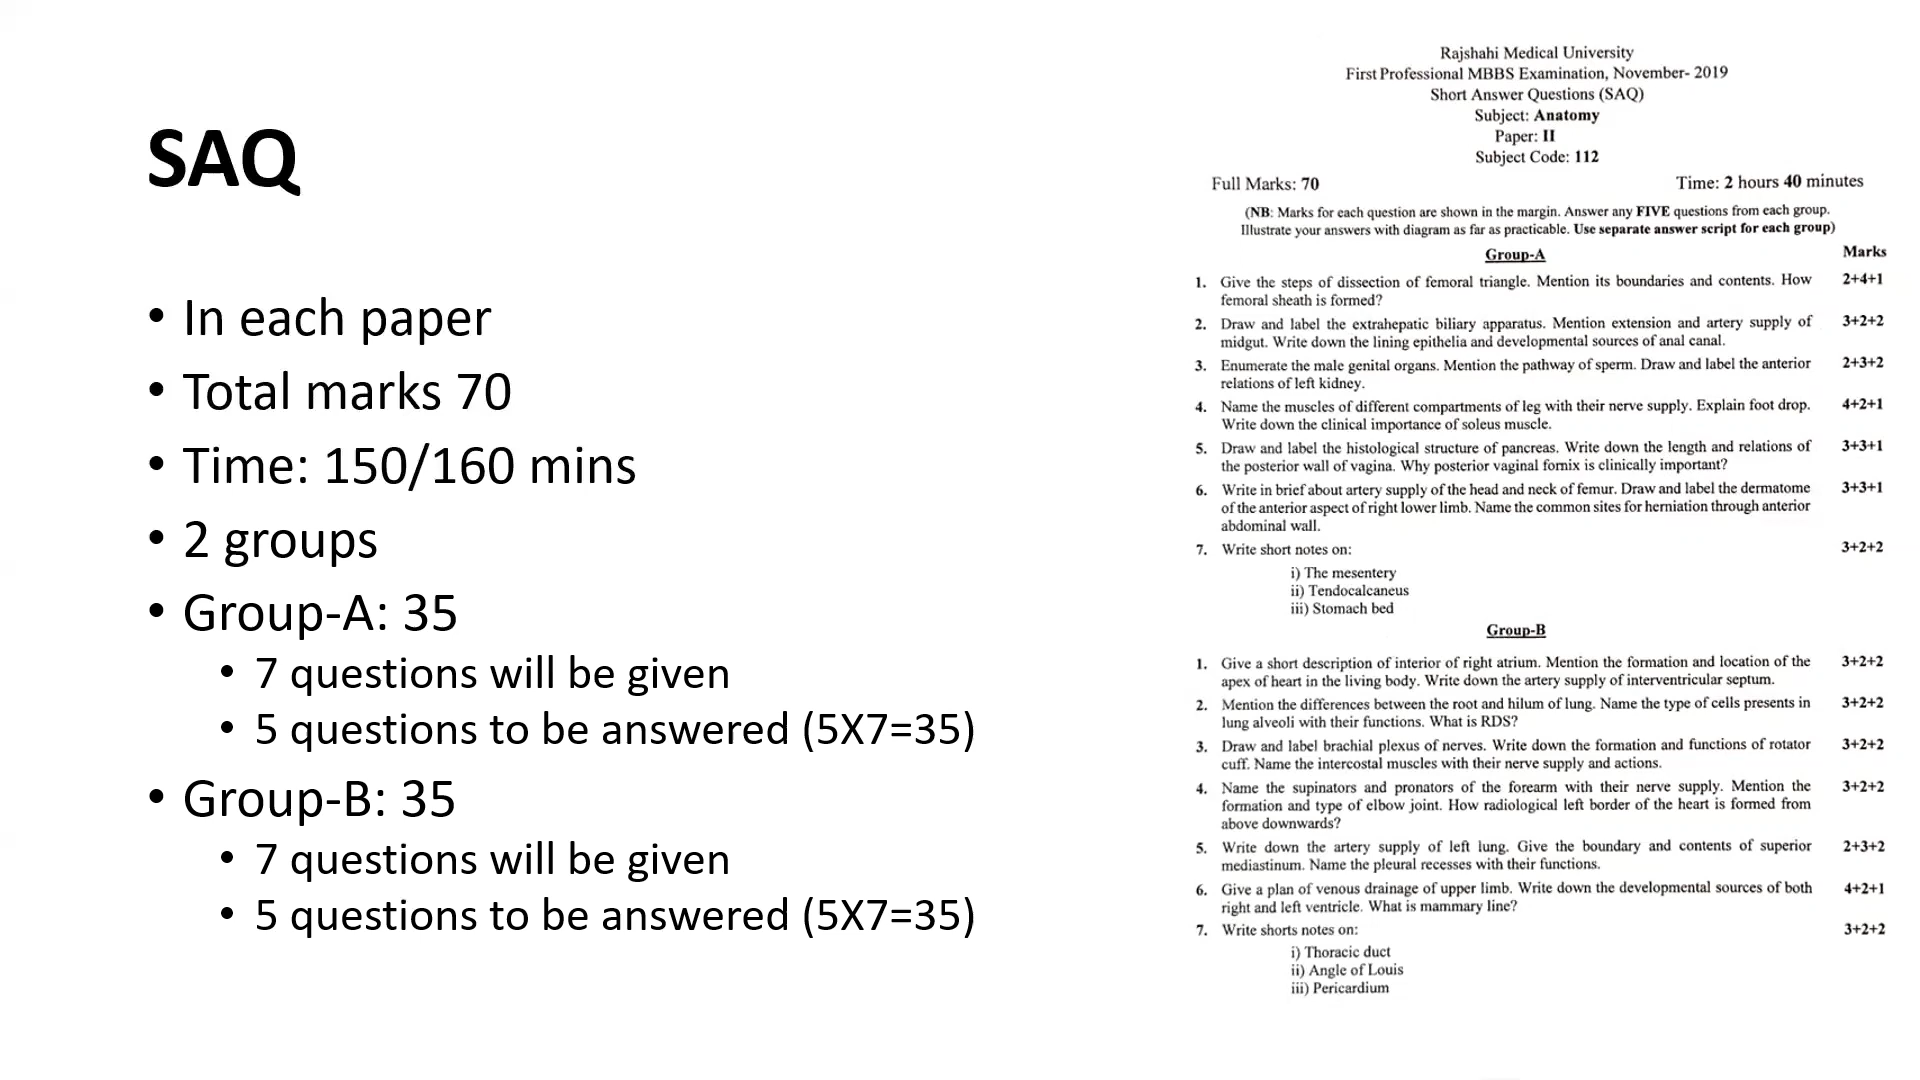 SAQ
• In each paper
• Total marks 70
• Time: 150/160 mins
• 2 groups
• Group-A: 35
• 7 questions will be given
• 5 questions to be answered (5X7=35)
• Group-B: 35
• 7 questions will be given
• 5 questions to be answered (5X7=35)
Rajshahi Medical University
First Professional MBBS Examination, November- 2019
Short Answer Questions (SAQ)
Subject: Anatomy
Paper: II
Subject Code: 112
Full Marks: 70 Time: 2 hours 40 minutes
(NB: Marks for each question are shown in the margin. Answer any FIVE questions from each group.
Illustrate your answers with diagram as far as practicable. Use separate answer script for each group)
Group-A Marks
1. Give the steps of dissection of femoral triangle. Mention its boundaries and contents. How 2+4+1
femoral sheath is formed?
2. Draw and label the extrahepatic biliary apparatus. Mention extension and artery supply of 3+2+2
midgut. Write down the lining epithelia and developmental sources of anal canal.
3. Enumerate the male genital organs. Mention the pathway of sperm. Draw and label the anterior 2+3+2
relations of left kidney.
4. Name the muscles of different compartments of leg with their nerve supply. Explain foot drop. 4+2+1
Write down the clinical importance of soleus muscle.
5. Draw and label the histological structure of pancreas. Write down the length and relations of 3+3+1
the posterior wall of vagina. Why posterior vaginal fornix is clinically important?
6. Write in brief about artery supply of the head and neck of femur. Draw and label the dermatome 3+3+1
of the anterior aspect of right lower limb. Name the common sites for herniation through anterior
abdominal wall.
7. Write short notes on: 3+2+2
i) The mesentery
ii) Tendocalcaneus
iii) Stomach bed
Group-B
1. Give a short description of interior of right atrium. Mention the formation and location of the 3+2+2
apex of heart in the living body. Write down the artery supply of interventricular septum.
2. Mention the differences between the root and hilum of lung. Name the type of cells presents in 3+2+2
lung alveoli with their functions. What is RDS?
3. Draw and label brachial plexus of nerves. Write down the formation and functions of rotator 3+2+2
cuff. Name the intercostal muscles with their nerve supply and actions.
4. Name the supinators and pronators of the forearm with their nerve supply. Mention the 3+2+2
formation and type of elbow joint. How radiological left border of the heart is formed from
above downwards?
5. Write down the artery supply of left lung. Give the boundary and contents of superior 2+3+2
mediastinum. Name the pleural recesses with their functions.
6. Give a plan of venous drainage of upper limb. Write down the developmental sources of both 4+2+1
right and left ventricle. What is mammary line?
7. Write shorts notes on: 3+2+2
i) Thoracic duct
ii) Angle of Louis
iii) Pericardium